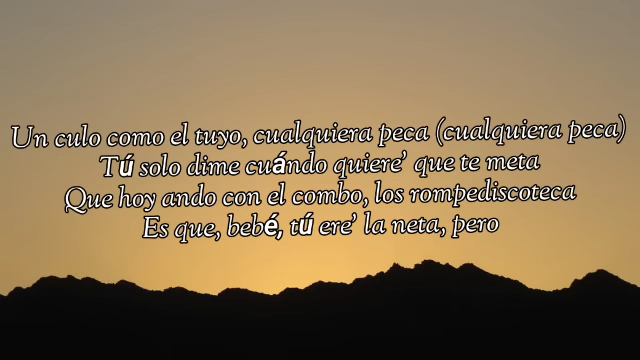 Un culo como el tuyo, cualquiera peca (cualquiera peca)
Tú solo dime cuándo quiere' que te meta
Que hoy ando con el combo, los rompediscoteca
Es que, bebé, tú ere' la neta, pero